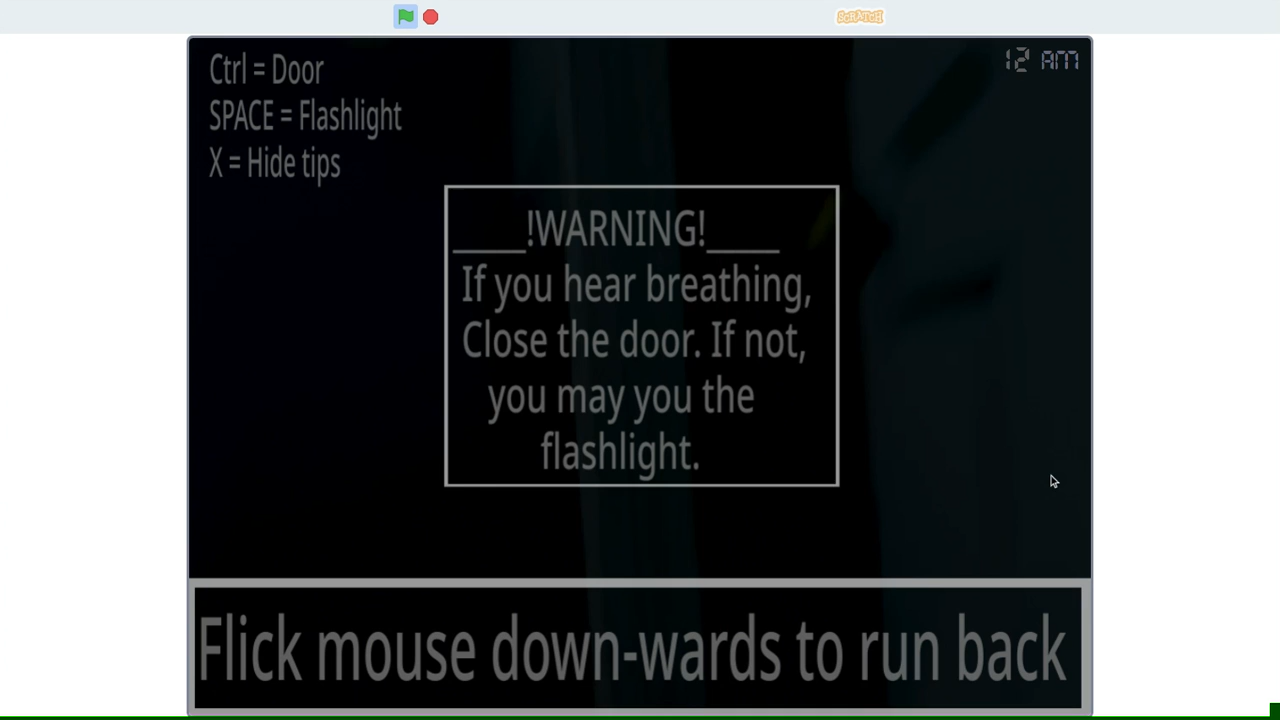 SCRATCH
Ctrl = Door
SPACE = Flashlight
X = Hide tips
12 AM
_____!WARNING!_____
If you hear breathing,
Close the door. If not,
you may you the
flashlight.
Flick mouse down-wards to run back